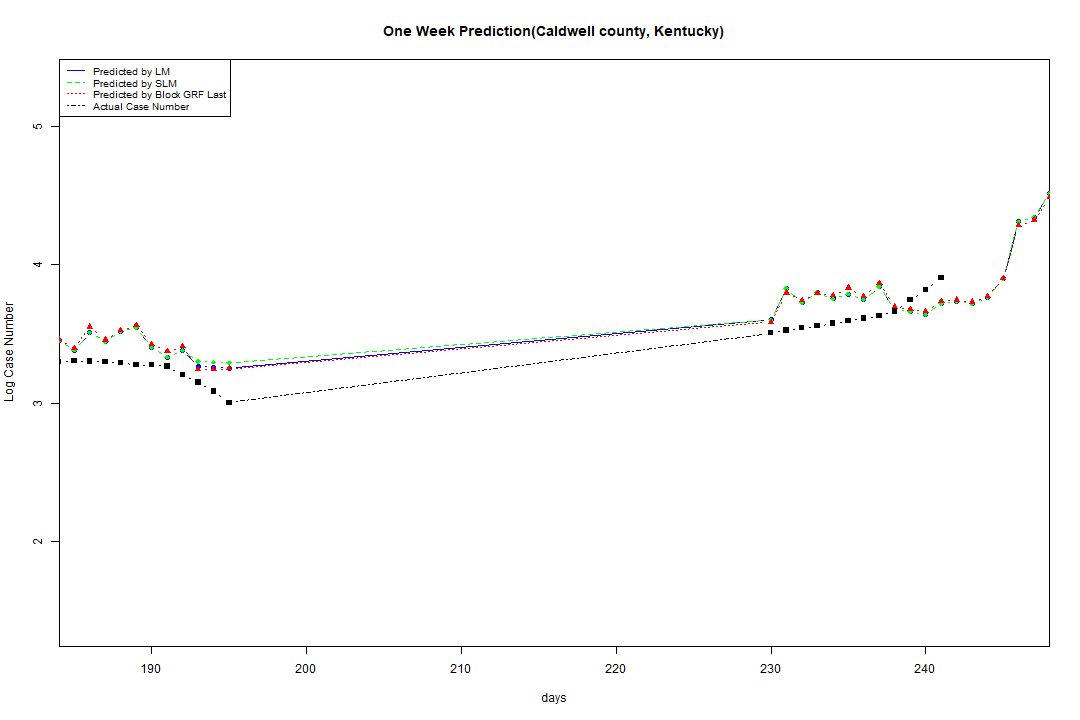 One Week Prediction(Caldwell county, Kentucky)
Predicted by LM
Predicted by SLM
Predicted by Block GRF Last
Actual Case Number
5
4
3
2
Log Case Number
190 200 210 220 230 240
days